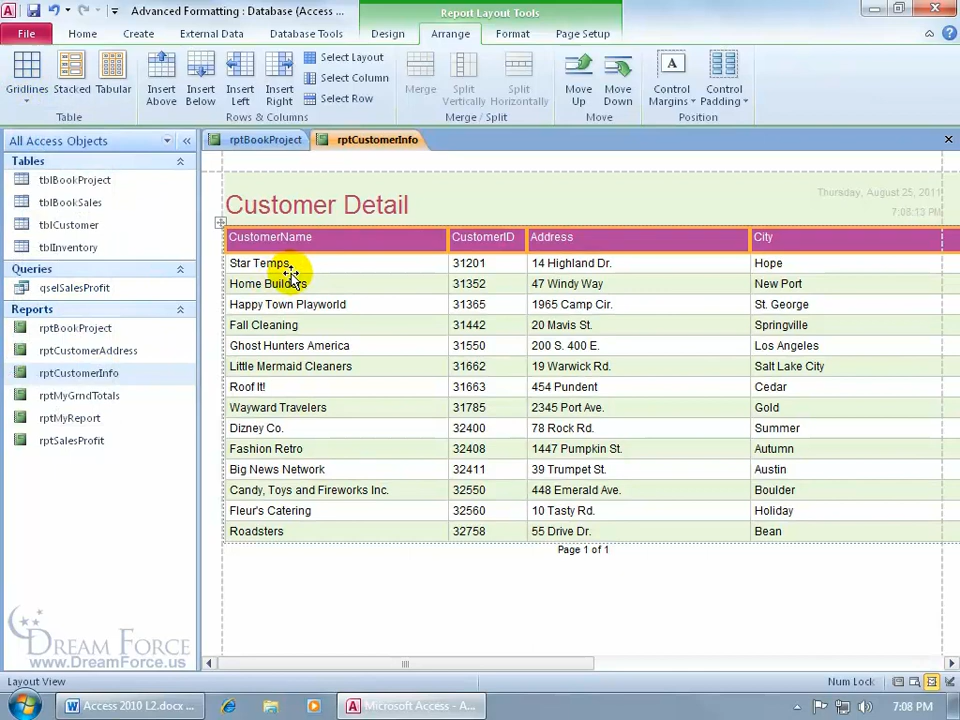 Advanced Formatting : Database (Access ...
Report Layout Tools
File
Home
Create
External Data
Database Tools
Design
Arrange
Format
Page Setup
Gridlines
Stacked
Tabular
Insert Above
Insert Below
Insert Left
Insert Right
Select Layout
Select Column
Select Row
Merge
Split Vertically
Split Horizontally
Move Up
Move Down
Control Margins
Control Padding
Table
Rows & Columns
Merge / Split
Move
Position
All Access Objects
rptBookProject
rptCustomerInfo
Tables
tblBookProject
tblBookSales
tblCustomer
tblInventory
Queries
qselSalesProfit
Reports
rptBookProject
rptCustomerAddress
rptCustomerInfo
rptMyGrndTotals
rptMyReport
rptSalesProfit
Customer Detail
Thursday, August 25, 2011
7:08:13 PM
CustomerName CustomerID Address City
Star Temps 31201 14 Highland Dr. Hope
Home Builders 31352 47 Windy Way New Port
Happy Town Playworld 31365 1965 Camp Cir. St. George
Fall Cleaning 31442 20 Mavis St. Springville
Ghost Hunters America 31550 200 S. 400 E. Los Angeles
Little Mermaid Cleaners 31662 19 Warwick Rd. Salt Lake City
Roof It! 31663 454 Pundent Cedar
Wayward Travelers 31785 2345 Port Ave. Gold
Dizney Co. 32400 78 Rock Rd. Summer
Fashion Retro 32408 1447 Pumpkin St. Autumn
Big News Network 32411 39 Trumpet St. Austin
Candy, Toys and Fireworks Inc. 32550 448 Emerald Ave. Boulder
Fleur's Catering 32560 10 Tasty Rd. Holiday
Roadsters 32758 55 Drive Dr. Bean
Page 1 of 1
DREAM FORCE
www.DreamForce.us
Layout View
Num Lock
Access 2010 L2.docx ...
Microsoft Access - A...
7:08 PM